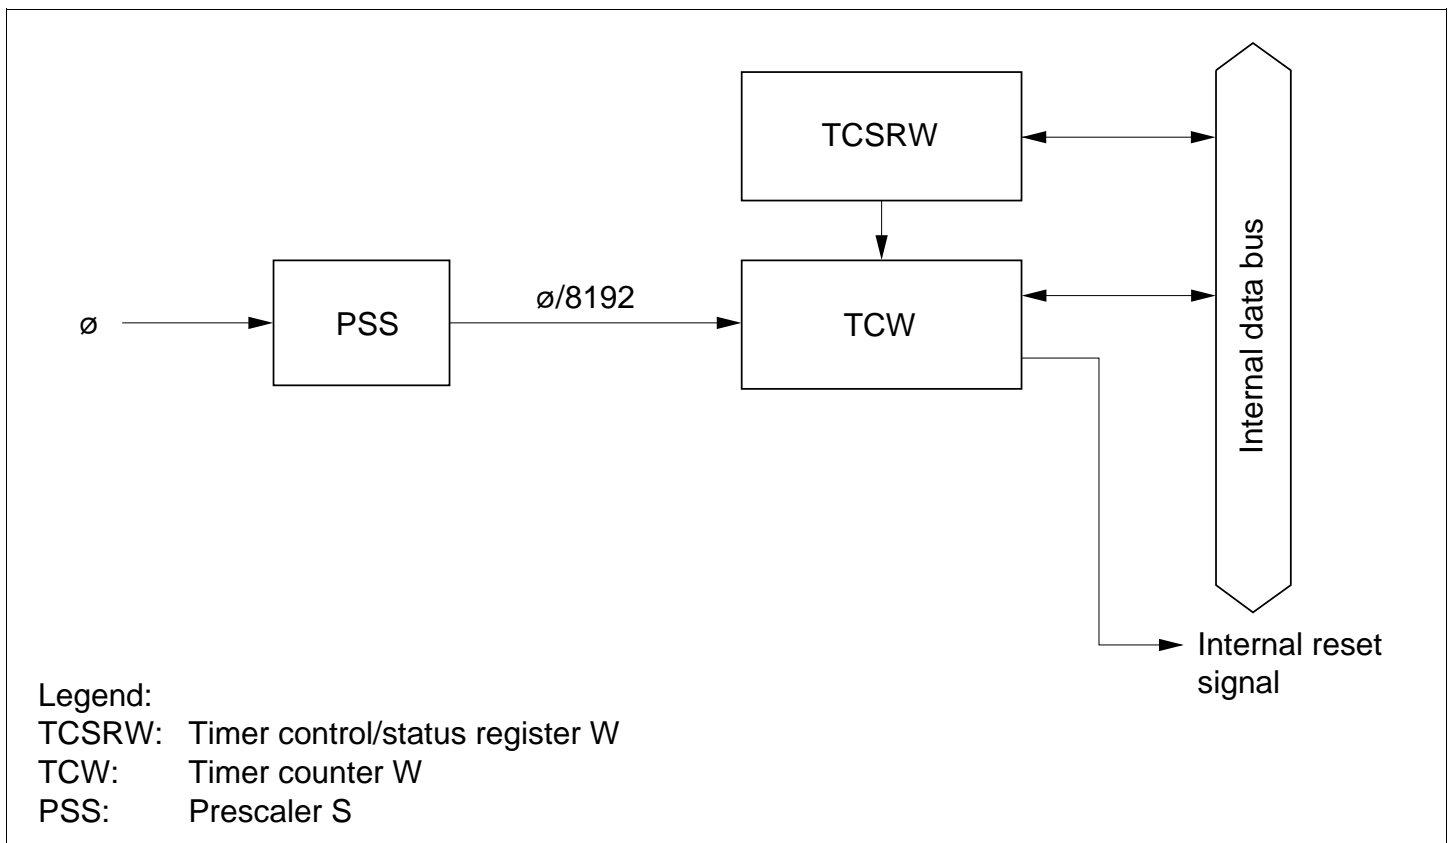 TCSRW
ø
PSS
ø/8192
TCW
Internal data bus
Internal reset
signal
Legend:
TCSRW: Timer control/status register W
TCW: Timer counter W
PSS: Prescaler S